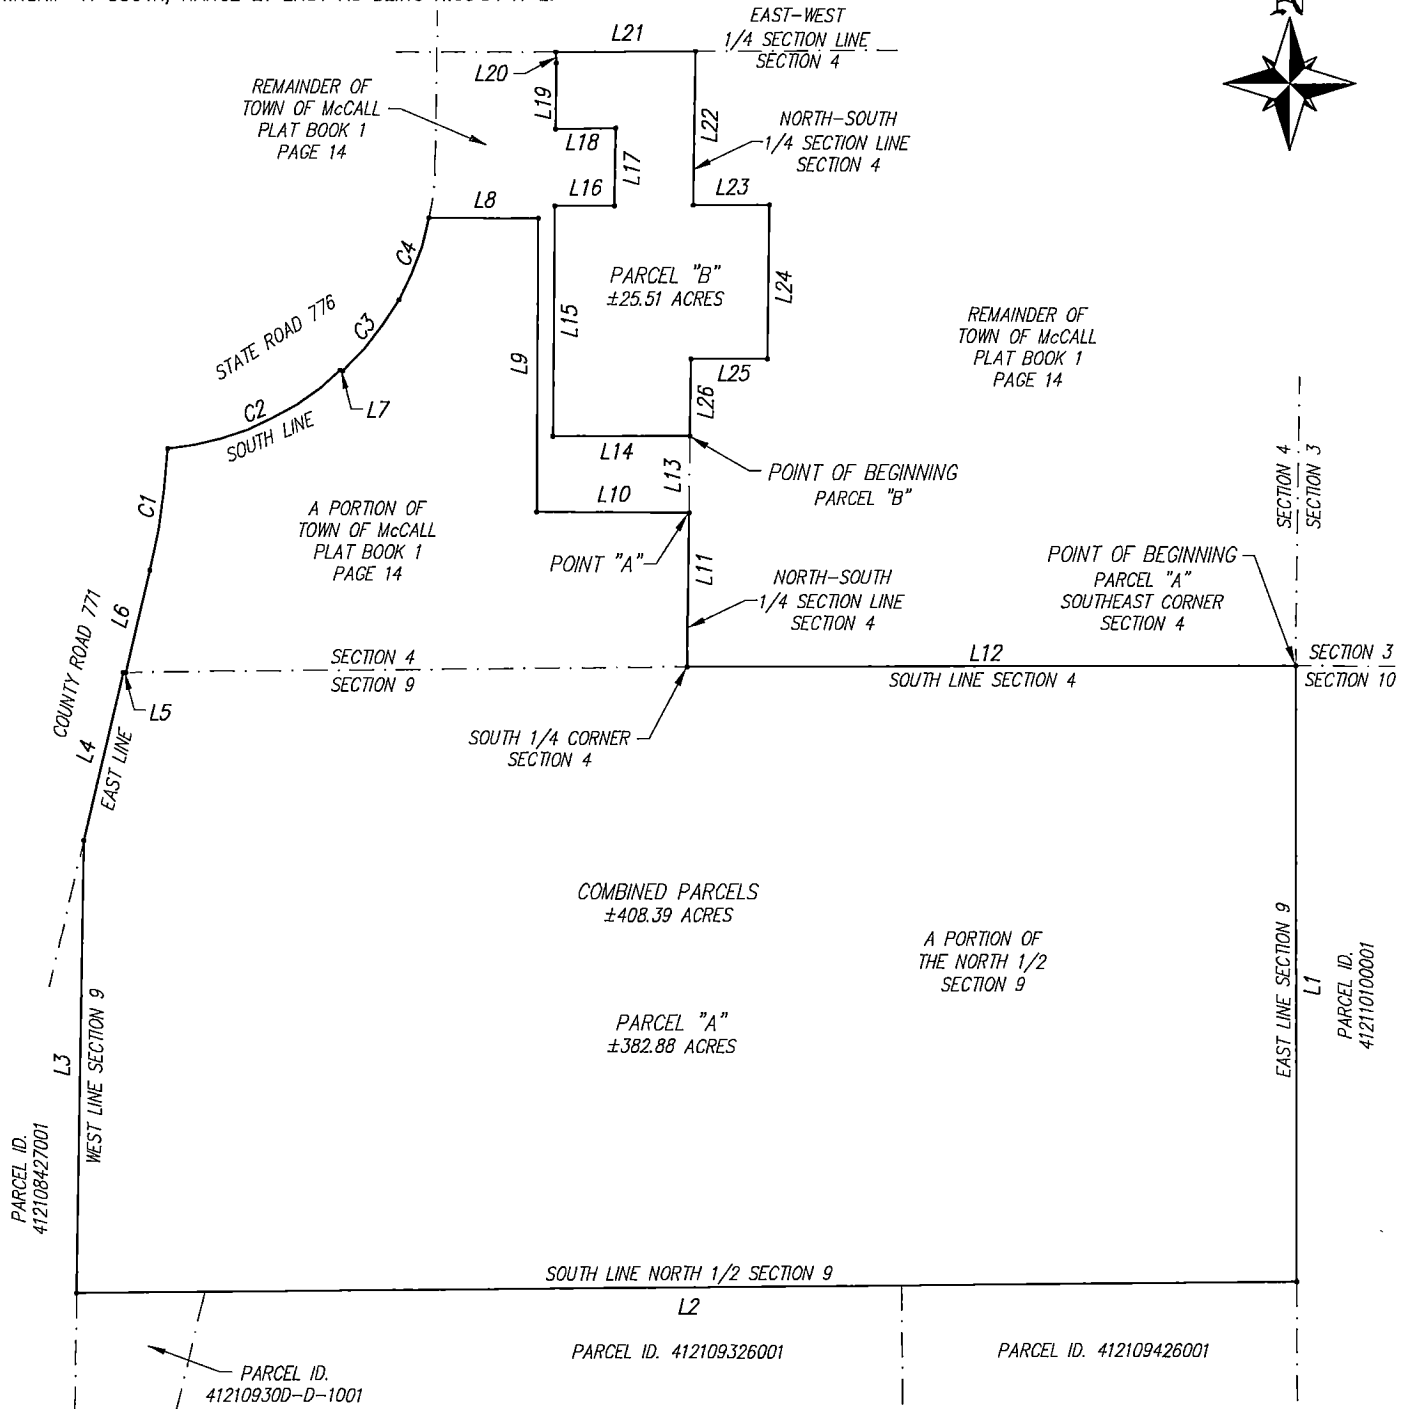 EAST-WEST
1/4 SECTION LINE
SECTION 4
L21
L20
REMAINDER OF
TOWN OF McCALL
PLAT BOOK 1
PAGE 14
L19
L18
L17
L22
NORTH-SOUTH
1/4 SECTION LINE
SECTION 4
L16
L23
L8
C4
PARCEL "B"
±25.51 ACRES
L24
L15
STATE ROAD 776
C3
L9
REMAINDER OF
TOWN OF McCALL
PLAT BOOK 1
PAGE 14
L25
L26
C2
SOUTH LINE
L7
L14
L13
POINT OF BEGINNING
PARCEL "B"
SECTION 4
SECTION 3
C1
A PORTION OF
TOWN OF McCALL
PLAT BOOK 1
PAGE 14
L10
POINT "A"
L11
NORTH-SOUTH
1/4 SECTION LINE
SECTION 4
POINT OF BEGINNING
PARCEL "A"
SOUTHEAST CORNER
SECTION 4
COUNTY ROAD 771
L6
SECTION 4
SECTION 9
L12
SOUTH LINE SECTION 4
SECTION 3
SECTION 10
L5
L4
EAST LINE
SOUTH 1/4 CORNER
SECTION 4
COMBINED PARCELS
±408.39 ACRES
A PORTION OF
THE NORTH 1/2
SECTION 9
EAST LINE SECTION 9
L1
PARCEL ID.
412110100001
PARCEL "A"
±382.88 ACRES
L3
WEST LINE SECTION 9
PARCEL ID.
412108427001
SOUTH LINE NORTH 1/2 SECTION 9
L2
PARCEL ID. 412109326001
PARCEL ID. 412109426001
PARCEL ID.
41210930D-D-1001